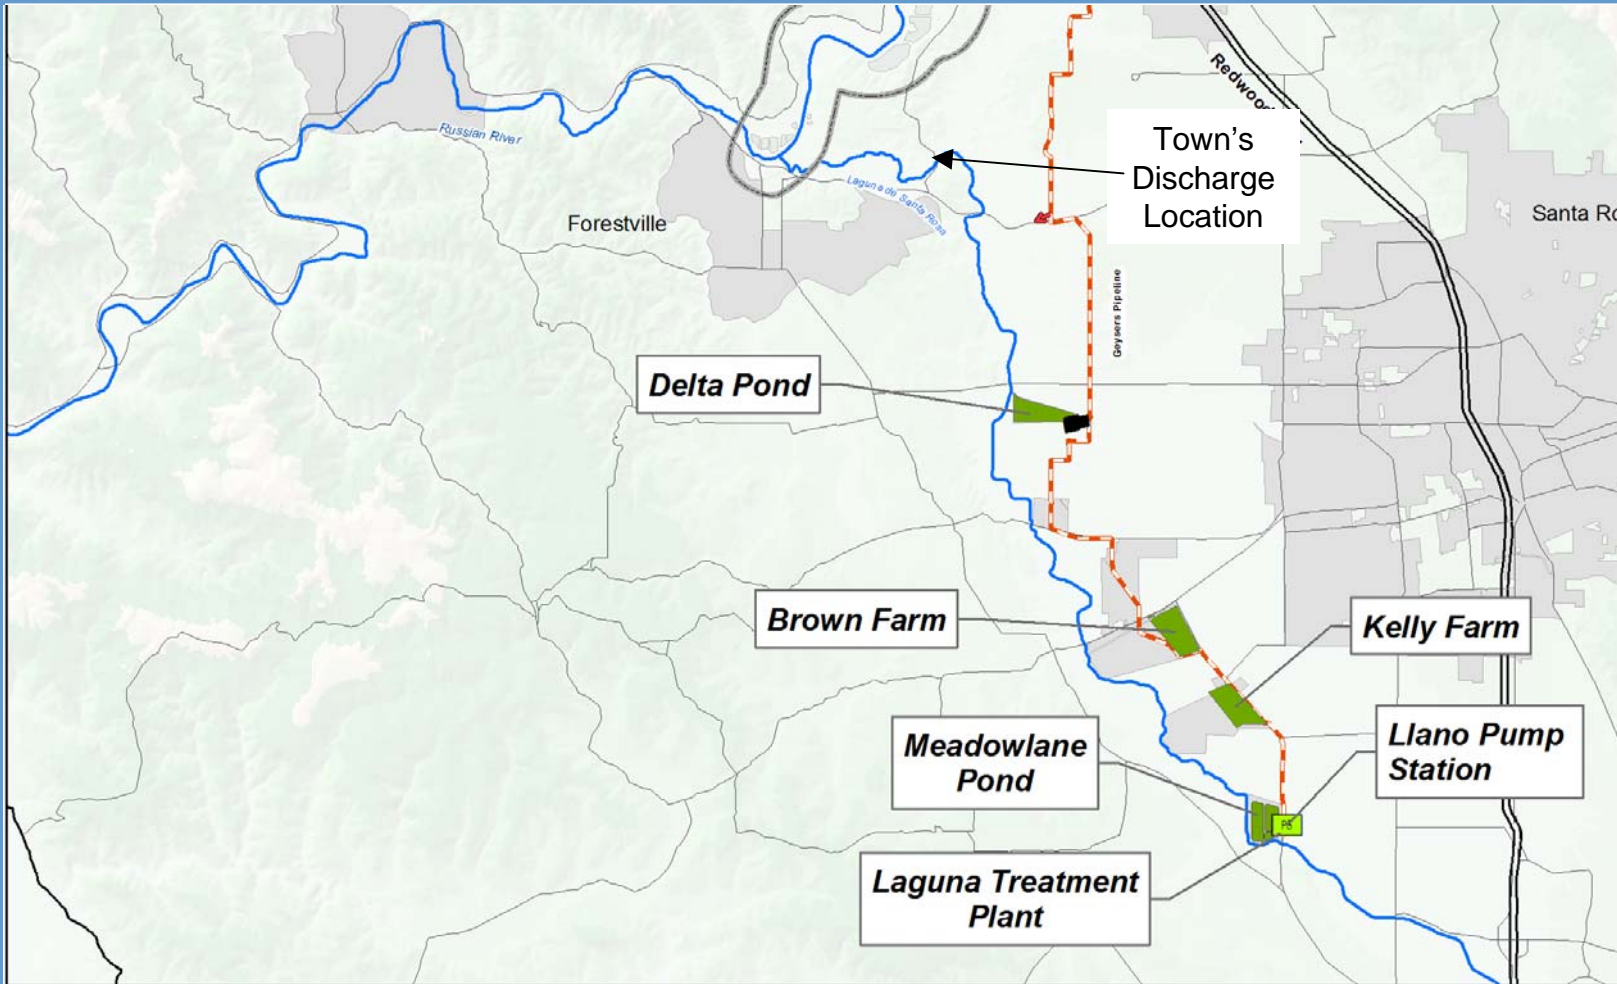 Redwoo
Town's
Discharge
Location
Russian River
Laguna de Santa Rosa
Forestville
Santa Ro
Geysers Pipeline
Delta Pond
Brown Farm
Kelly Farm
Meadowlane
Pond
Llano Pump
Station
PS
Laguna Treatment
Plant